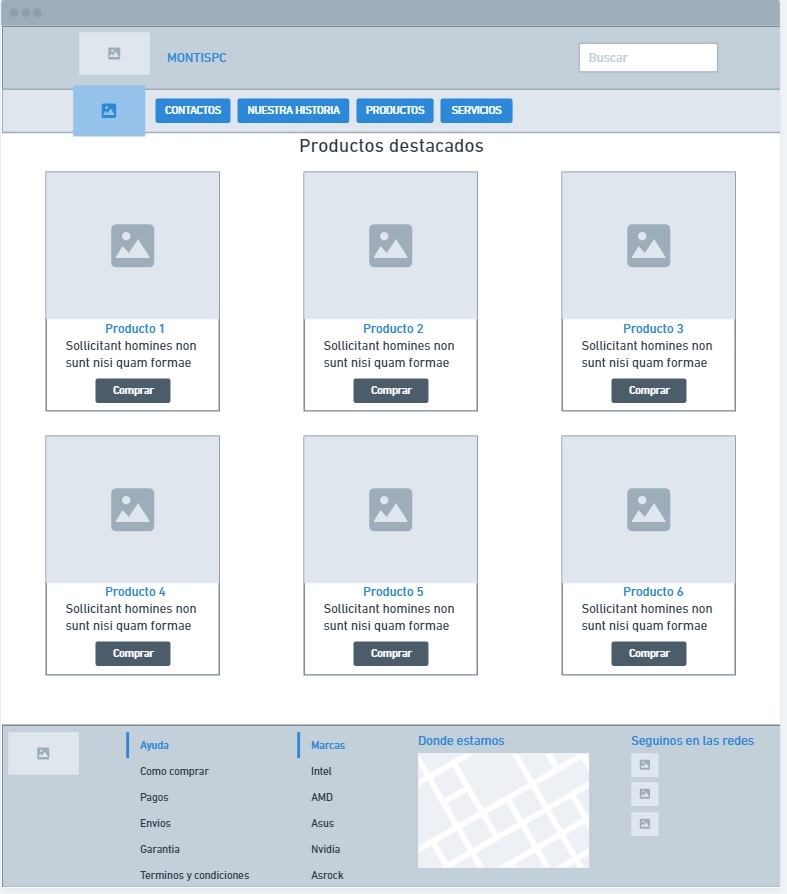 MONTISPC
Buscar
CONTACTOS
NUESTRA HISTORIA
PRODUCTOS
SERVICIOS
Productos destacados
Producto 1
Sollicitant homines non
sunt nisi quam formae
Comprar
Producto 2
Sollicitant homines non
sunt nisi quam formae
Comprar
Producto 3
Sollicitant homines non
sunt nisi quam formae
Comprar
Producto 4
Sollicitant homines non
sunt nisi quam formae
Comprar
Producto 5
Sollicitant homines non
sunt nisi quam formae
Comprar
Producto 6
Sollicitant homines non
sunt nisi quam formae
Comprar
Ayuda
Como comprar
Pagos
Envios
Garantia
Terminos y condiciones
Marcas
Intel
AMD
Asus
Nvidia
Asrock
Donde estamos
Seguinos en las redes